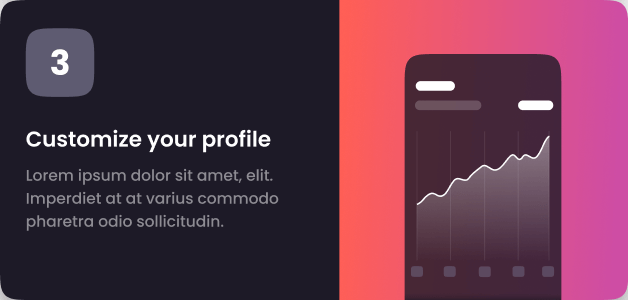 3
Customize your profile
Lorem ipsum dolor sit amet, elit.
Imperdiet at at varius commodo
pharetra odio sollicitudin.